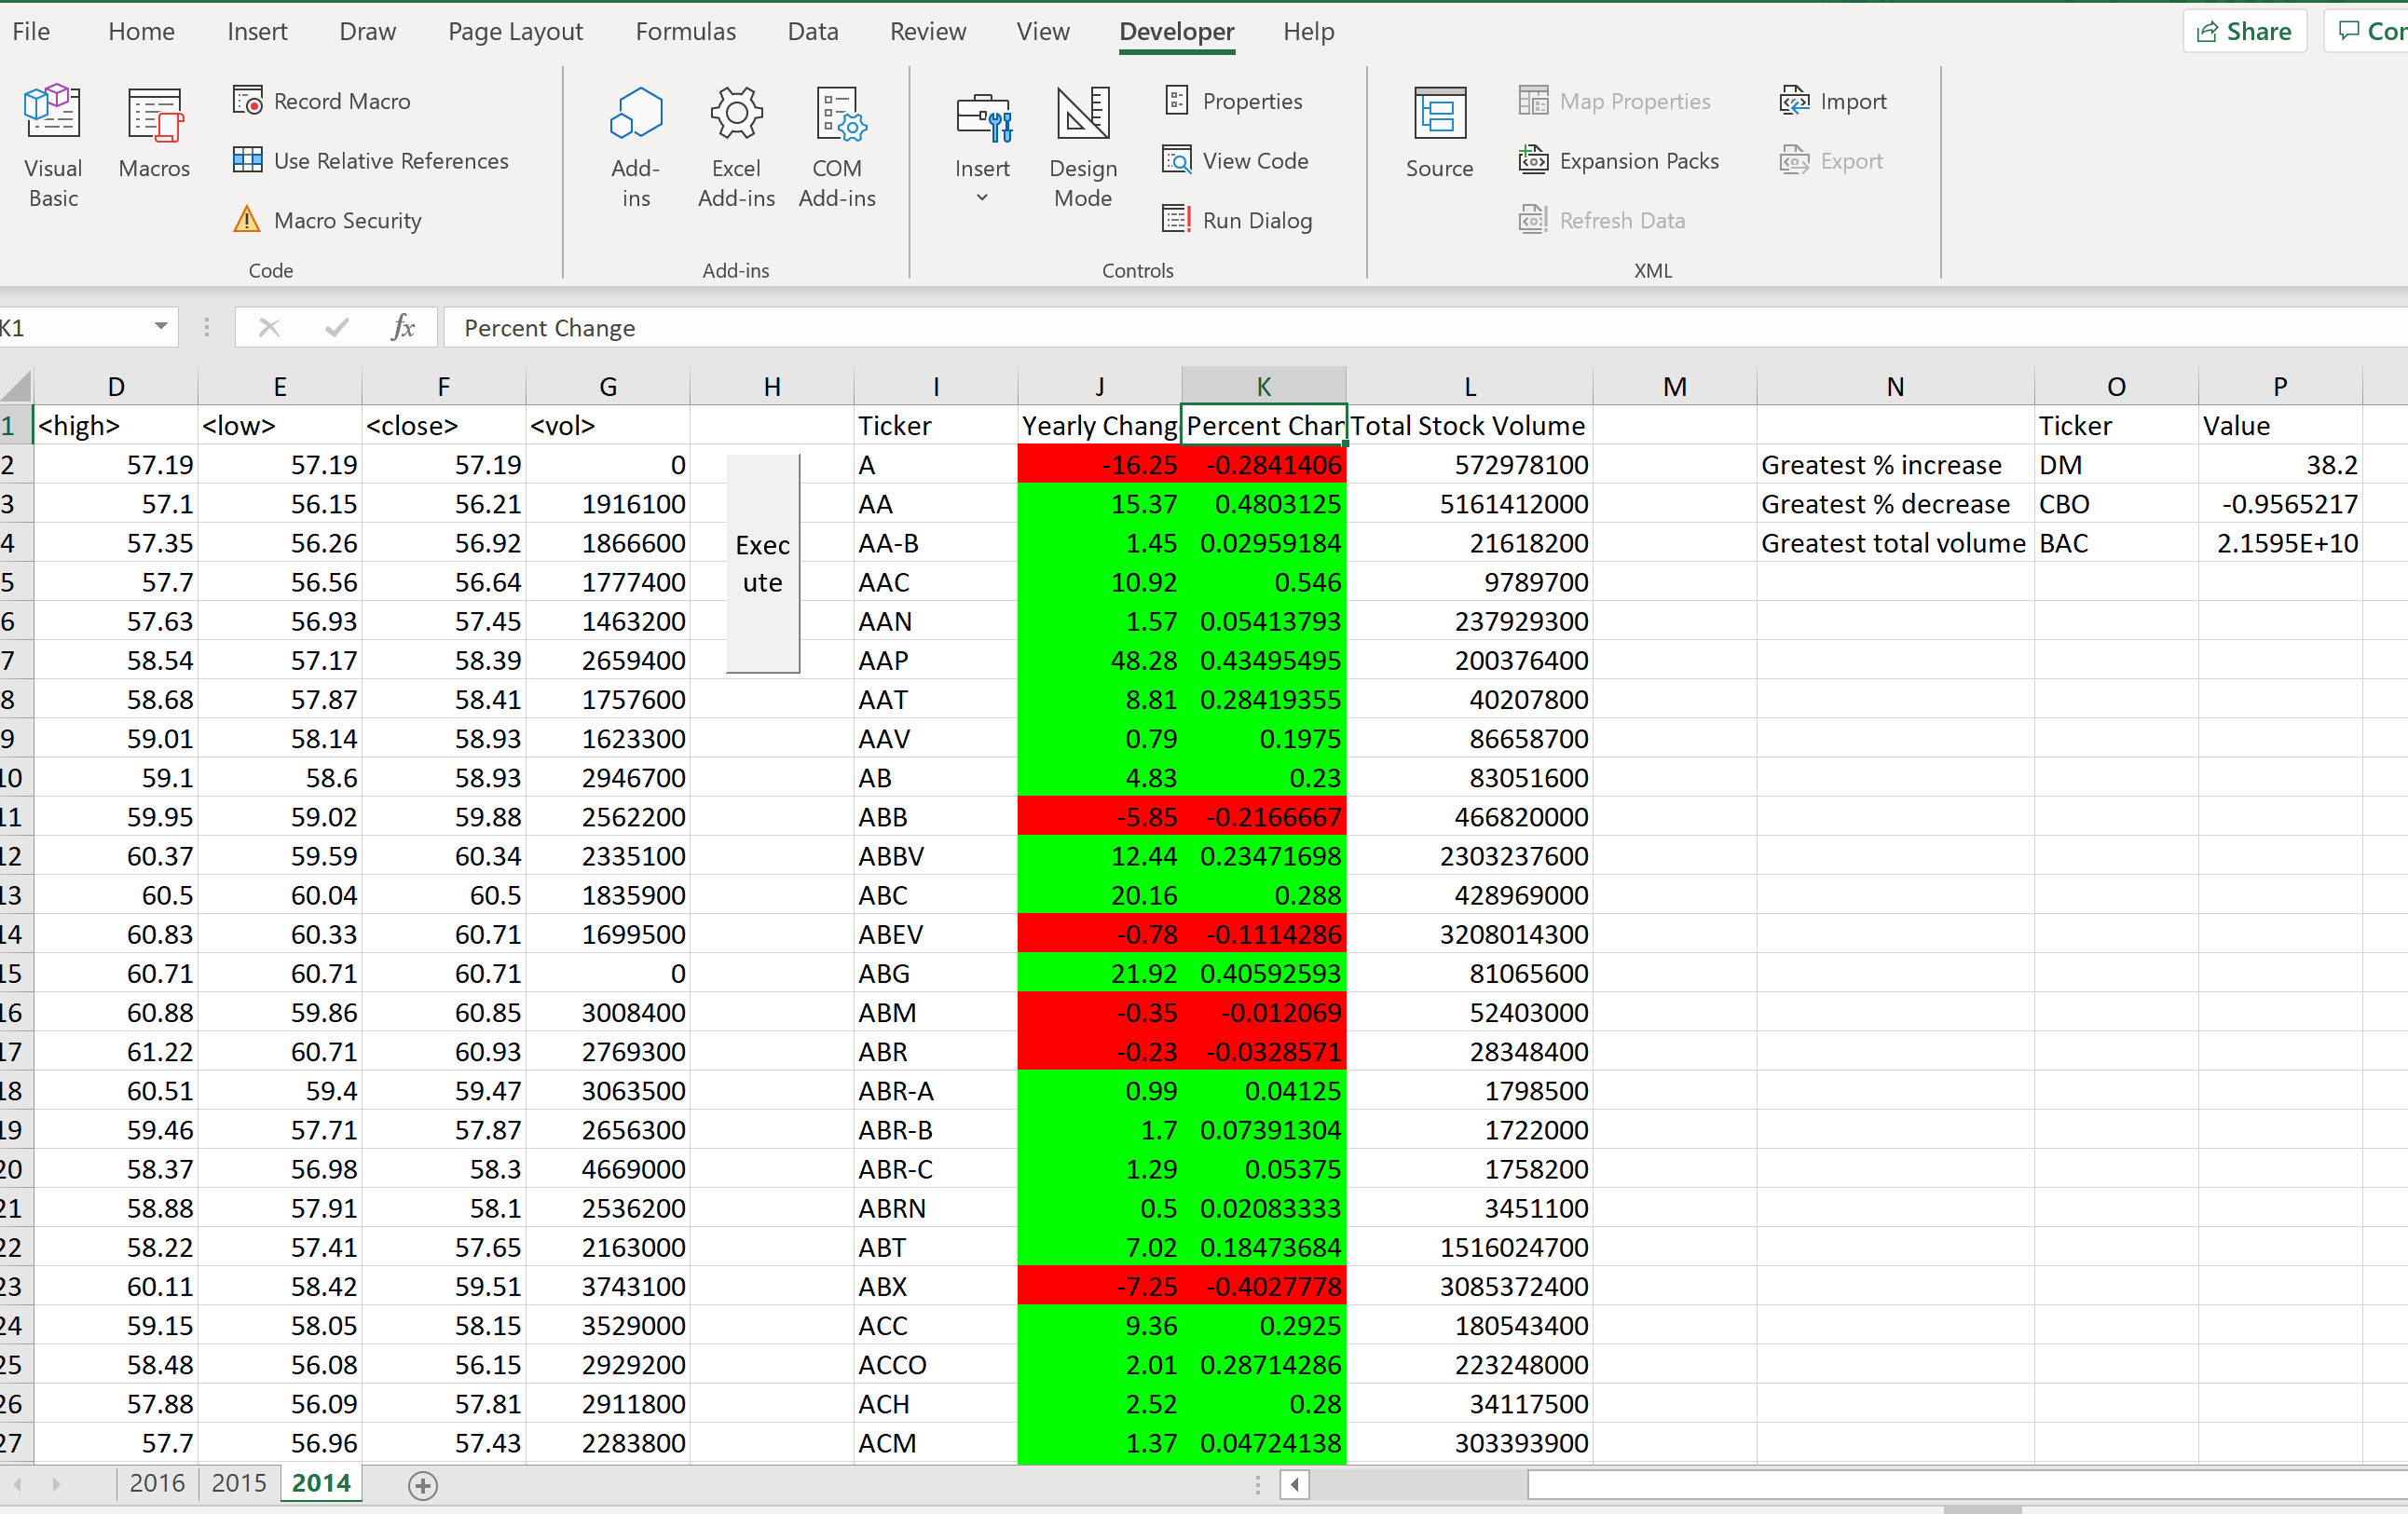 File Home Insert Draw Page Layout Formulas Data Review View Developer Help Share
Visual Basic
Macros
Record Macro
Use Relative References
Macro Security
Code
Add-ins
Excel Add-ins
COM Add-ins
Add-ins
Insert
Design Mode
Properties
View Code
Run Dialog
Controls
Source
Map Properties
Expansion Packs
Refresh Data
Import
Export
XML
K1 fx Percent Change
D E F G H I J K L M N O P
1 <high> <low> <close> <vol> Ticker Yearly Chang Percent Char Total Stock Volume Ticker Value
2 57.19 57.19 57.19 0 A -16.25 -0.2841406 572978100 Greatest % increase DM 38.2
3 57.1 56.15 56.21 1916100 AA 15.37 0.4803125 5161412000 Greatest % decrease CBO -0.9565217
4 57.35 56.26 56.92 1866600 AA-B 1.45 0.02959184 21618200 Greatest total volume BAC 2.1595E+10
Exec
ute
5 57.7 56.56 56.64 1777400 AAC 10.92 0.546 9789700
6 57.63 56.93 57.45 1463200 AAN 1.57 0.05413793 237929300
7 58.54 57.17 58.39 2659400 AAP 48.28 0.43495495 200376400
8 58.68 57.87 58.41 1757600 AAT 8.81 0.28419355 40207800
9 59.01 58.14 58.93 1623300 AAV 0.79 0.1975 86658700
10 59.1 58.6 58.93 2946700 AB 4.83 0.23 83051600
11 59.95 59.02 59.88 2562200 ABB -5.85 -0.2166667 466820000
12 60.37 59.59 60.34 2335100 ABBV 12.44 0.23471698 2303237600
13 60.5 60.04 60.5 1835900 ABC 20.16 0.288 428969000
14 60.83 60.33 60.71 1699500 ABEV -0.78 -0.1114286 3208014300
15 60.71 60.71 60.71 0 ABG 21.92 0.40592593 81065600
16 60.88 59.86 60.85 3008400 ABM -0.35 -0.012069 52403000
17 61.22 60.71 60.93 2769300 ABR -0.23 -0.0328571 28348400
18 60.51 59.4 59.47 3063500 ABR-A 0.99 0.04125 1798500
19 59.46 57.71 57.87 2656300 ABR-B 1.7 0.07391304 1722000
20 58.37 56.98 58.3 4669000 ABR-C 1.29 0.05375 1758200
21 58.88 57.91 58.1 2536200 ABRN 0.5 0.02083333 3451100
22 58.22 57.41 57.65 2163000 ABT 7.02 0.18473684 1516024700
23 60.11 58.42 59.51 3743100 ABX -7.25 -0.4027778 3085372400
24 59.15 58.05 58.15 3529000 ACC 9.36 0.2925 180543400
25 58.48 56.08 56.15 2929200 ACCO 2.01 0.28714286 223248000
26 57.88 56.09 57.81 2911800 ACH 2.52 0.28 34117500
27 57.7 56.96 57.43 2283800 ACM 1.37 0.04724138 303393900
2016 2015 2014